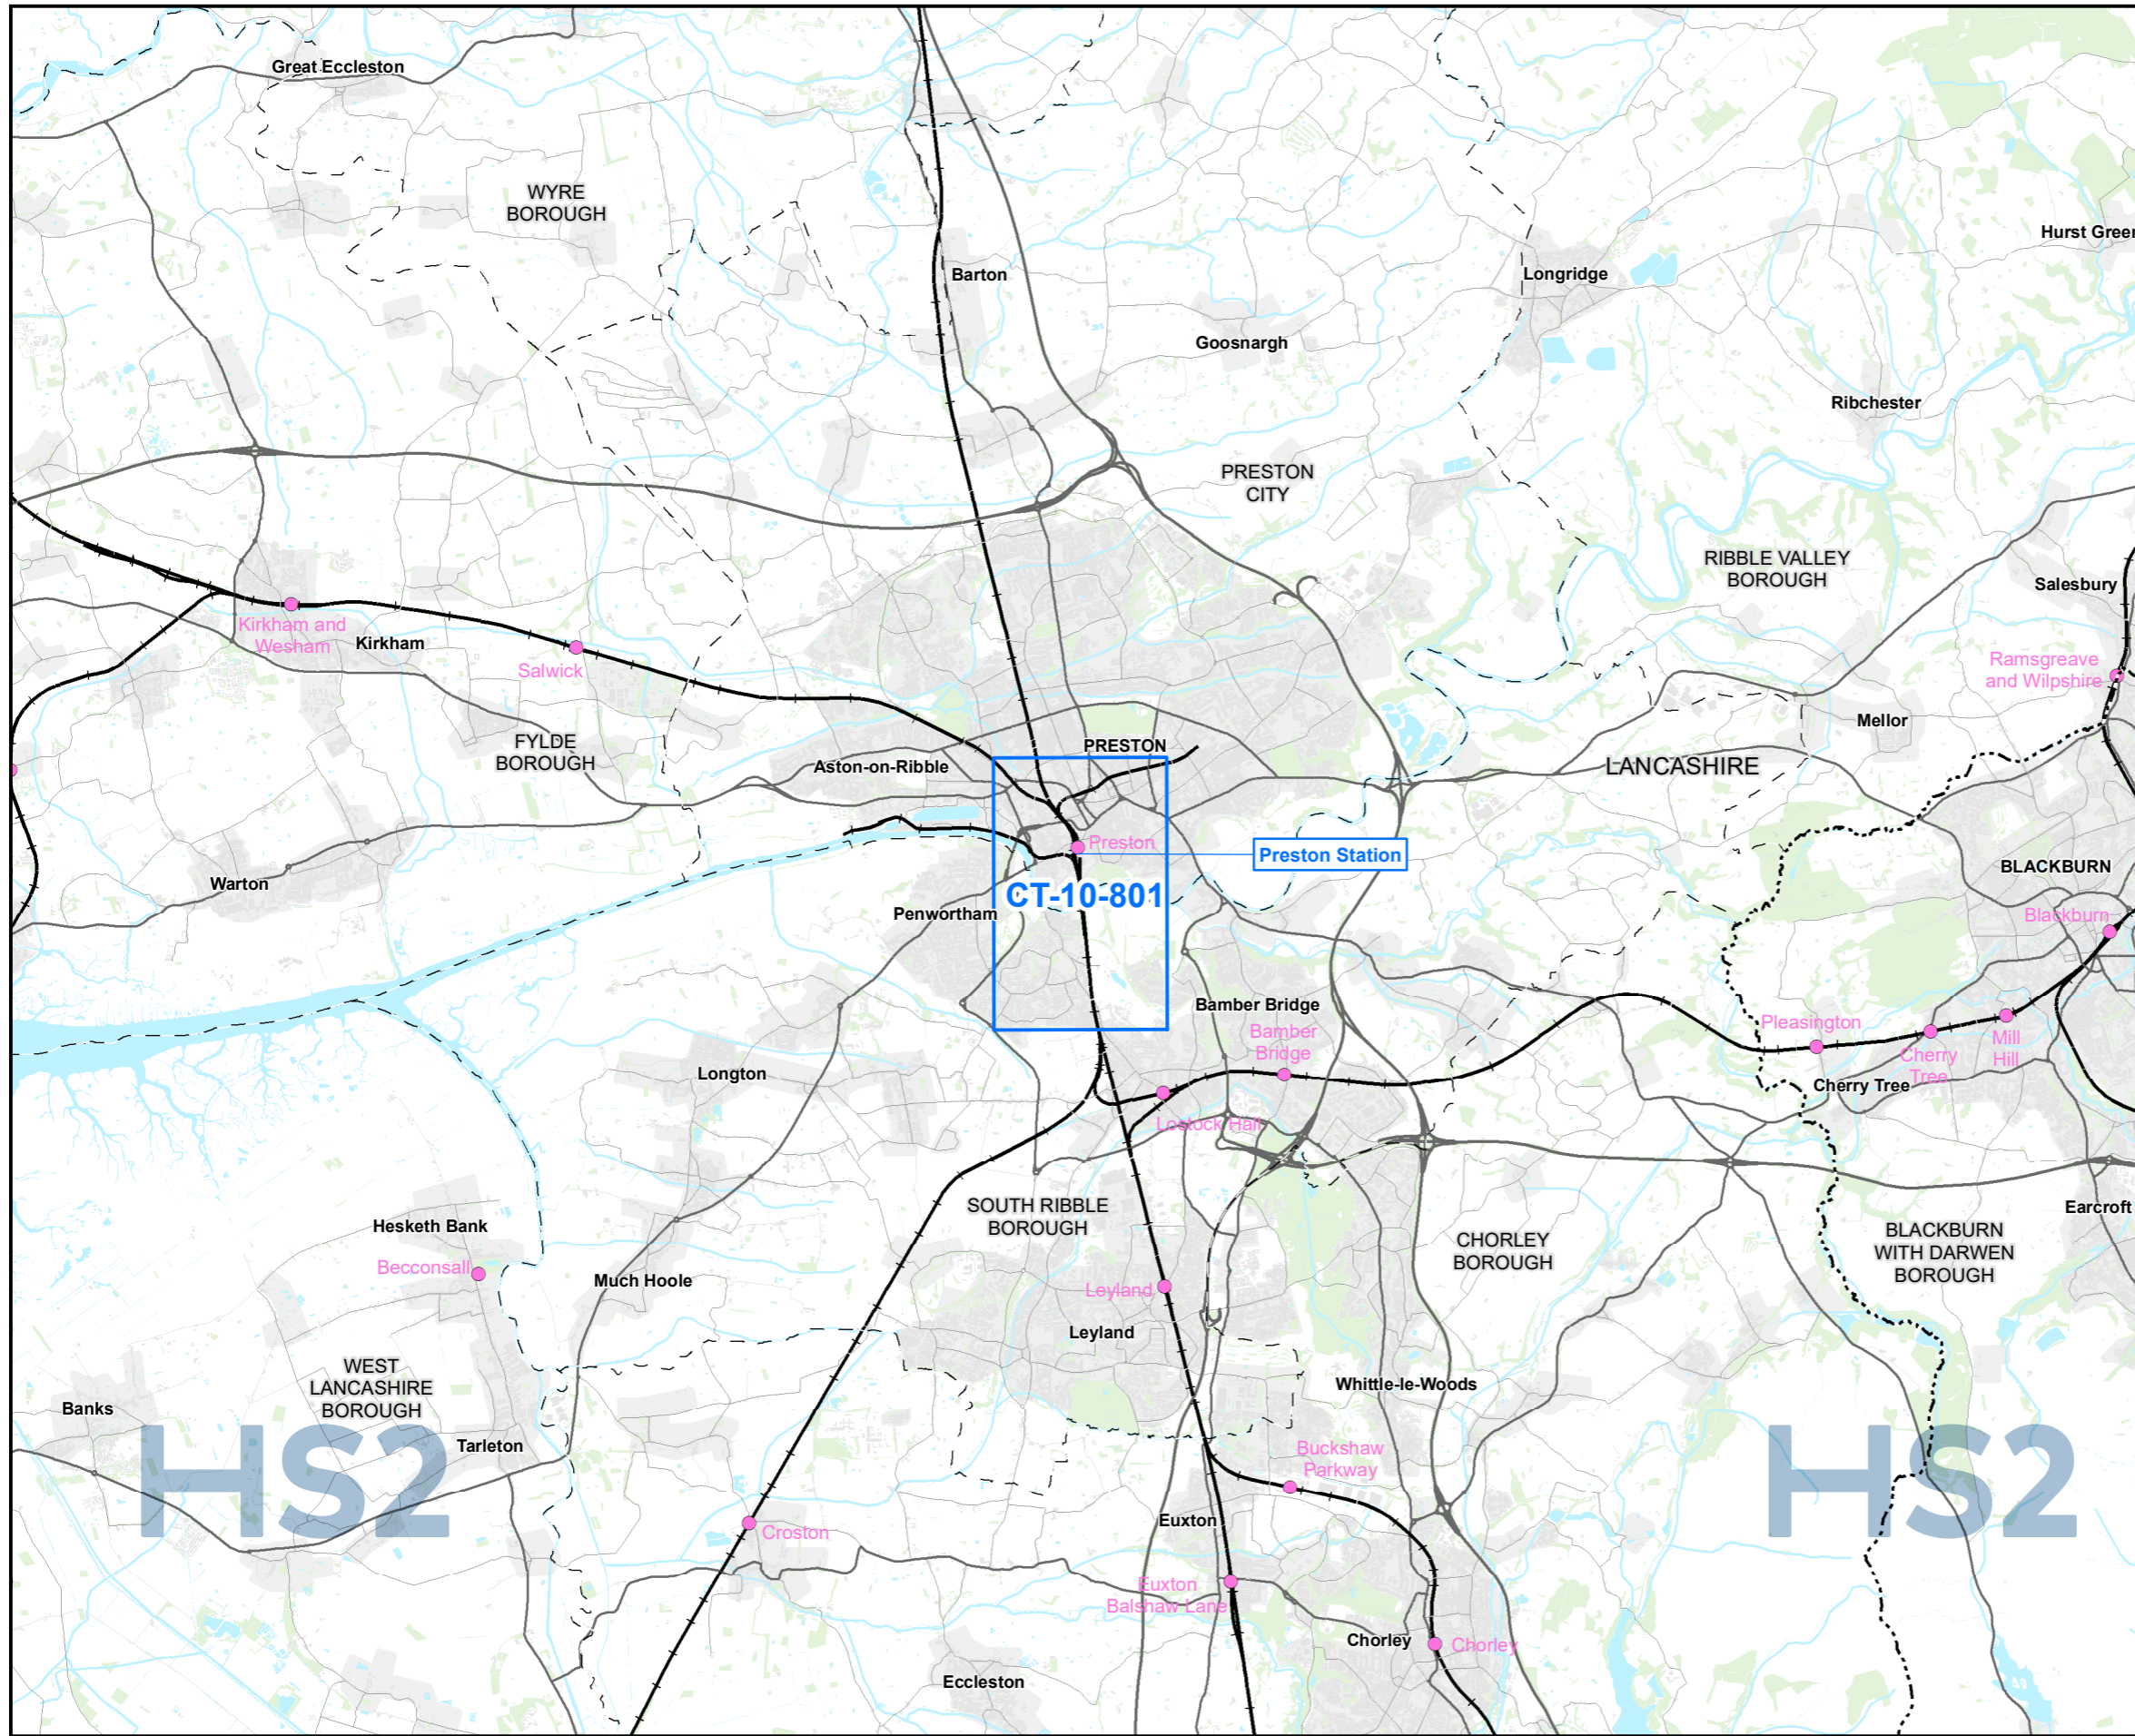 Great Eccleston
WYRE
BOROUGH
Barton
Longridge
Hurst Green
Goosnargh
Ribchester
PRESTON
CITY
RIBBLE VALLEY
BOROUGH
Salesbury
Kirkham and
Wesham
Kirkham
Salwick
Ramsgreave
and Wilpshire
Mellor
FYLDE
BOROUGH
PRESTON
Aston-on-Ribble
LANCASHIRE
Preston
Preston Station
BLACKBURN
Warton
CT-10-801
Penwortham
Blackburn
Bamber Bridge
Bamber
Bridge
Pleasington
Cherry
Tree
Mill
Hill
Longton
Cherry Tree
Lostock Hall
SOUTH RIBBLE
BOROUGH
Earcroft
Hesketh Bank
Becconsall
Much Hoole
CHORLEY
BOROUGH
BLACKBURN
WITH DARWEN
BOROUGH
Leyland
Leyland
WEST
LANCASHIRE
BOROUGH
Whittle-le-Woods
Banks
Tarleton
HS2
HS2
Buckshaw
Parkway
Croston
Euxton
Euxton
Balshaw Lane
Chorley
Chorley
Eccleston